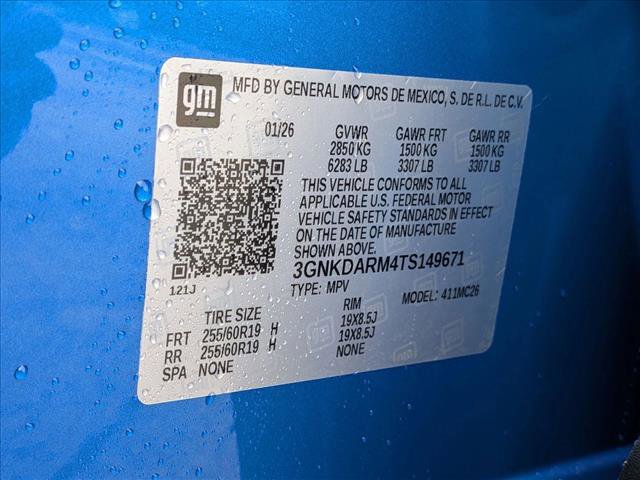 gm
MFD BY GENERAL MOTORS DE MEXICO, S. DE R.L. DE C.V.
01/26 GVWR GAWR FRT GAWR RR
2850 KG 1500 KG 1500 KG
6283 LB 3307 LB 3307 LB
THIS VEHICLE CONFORMS TO ALL
APPLICABLE U.S. FEDERAL MOTOR
VEHICLE SAFETY STANDARDS IN EFFECT
ON THE DATE OF MANUFACTURE
SHOWN ABOVE.
121J 3GNKDARM4TS149671
TYPE: MPV MODEL: 411MC26
TIRE SIZE RIM
FRT 255/60R19 H 19X8.5J
RR 255/60R19 H 19X8.5J
SPA NONE NONE